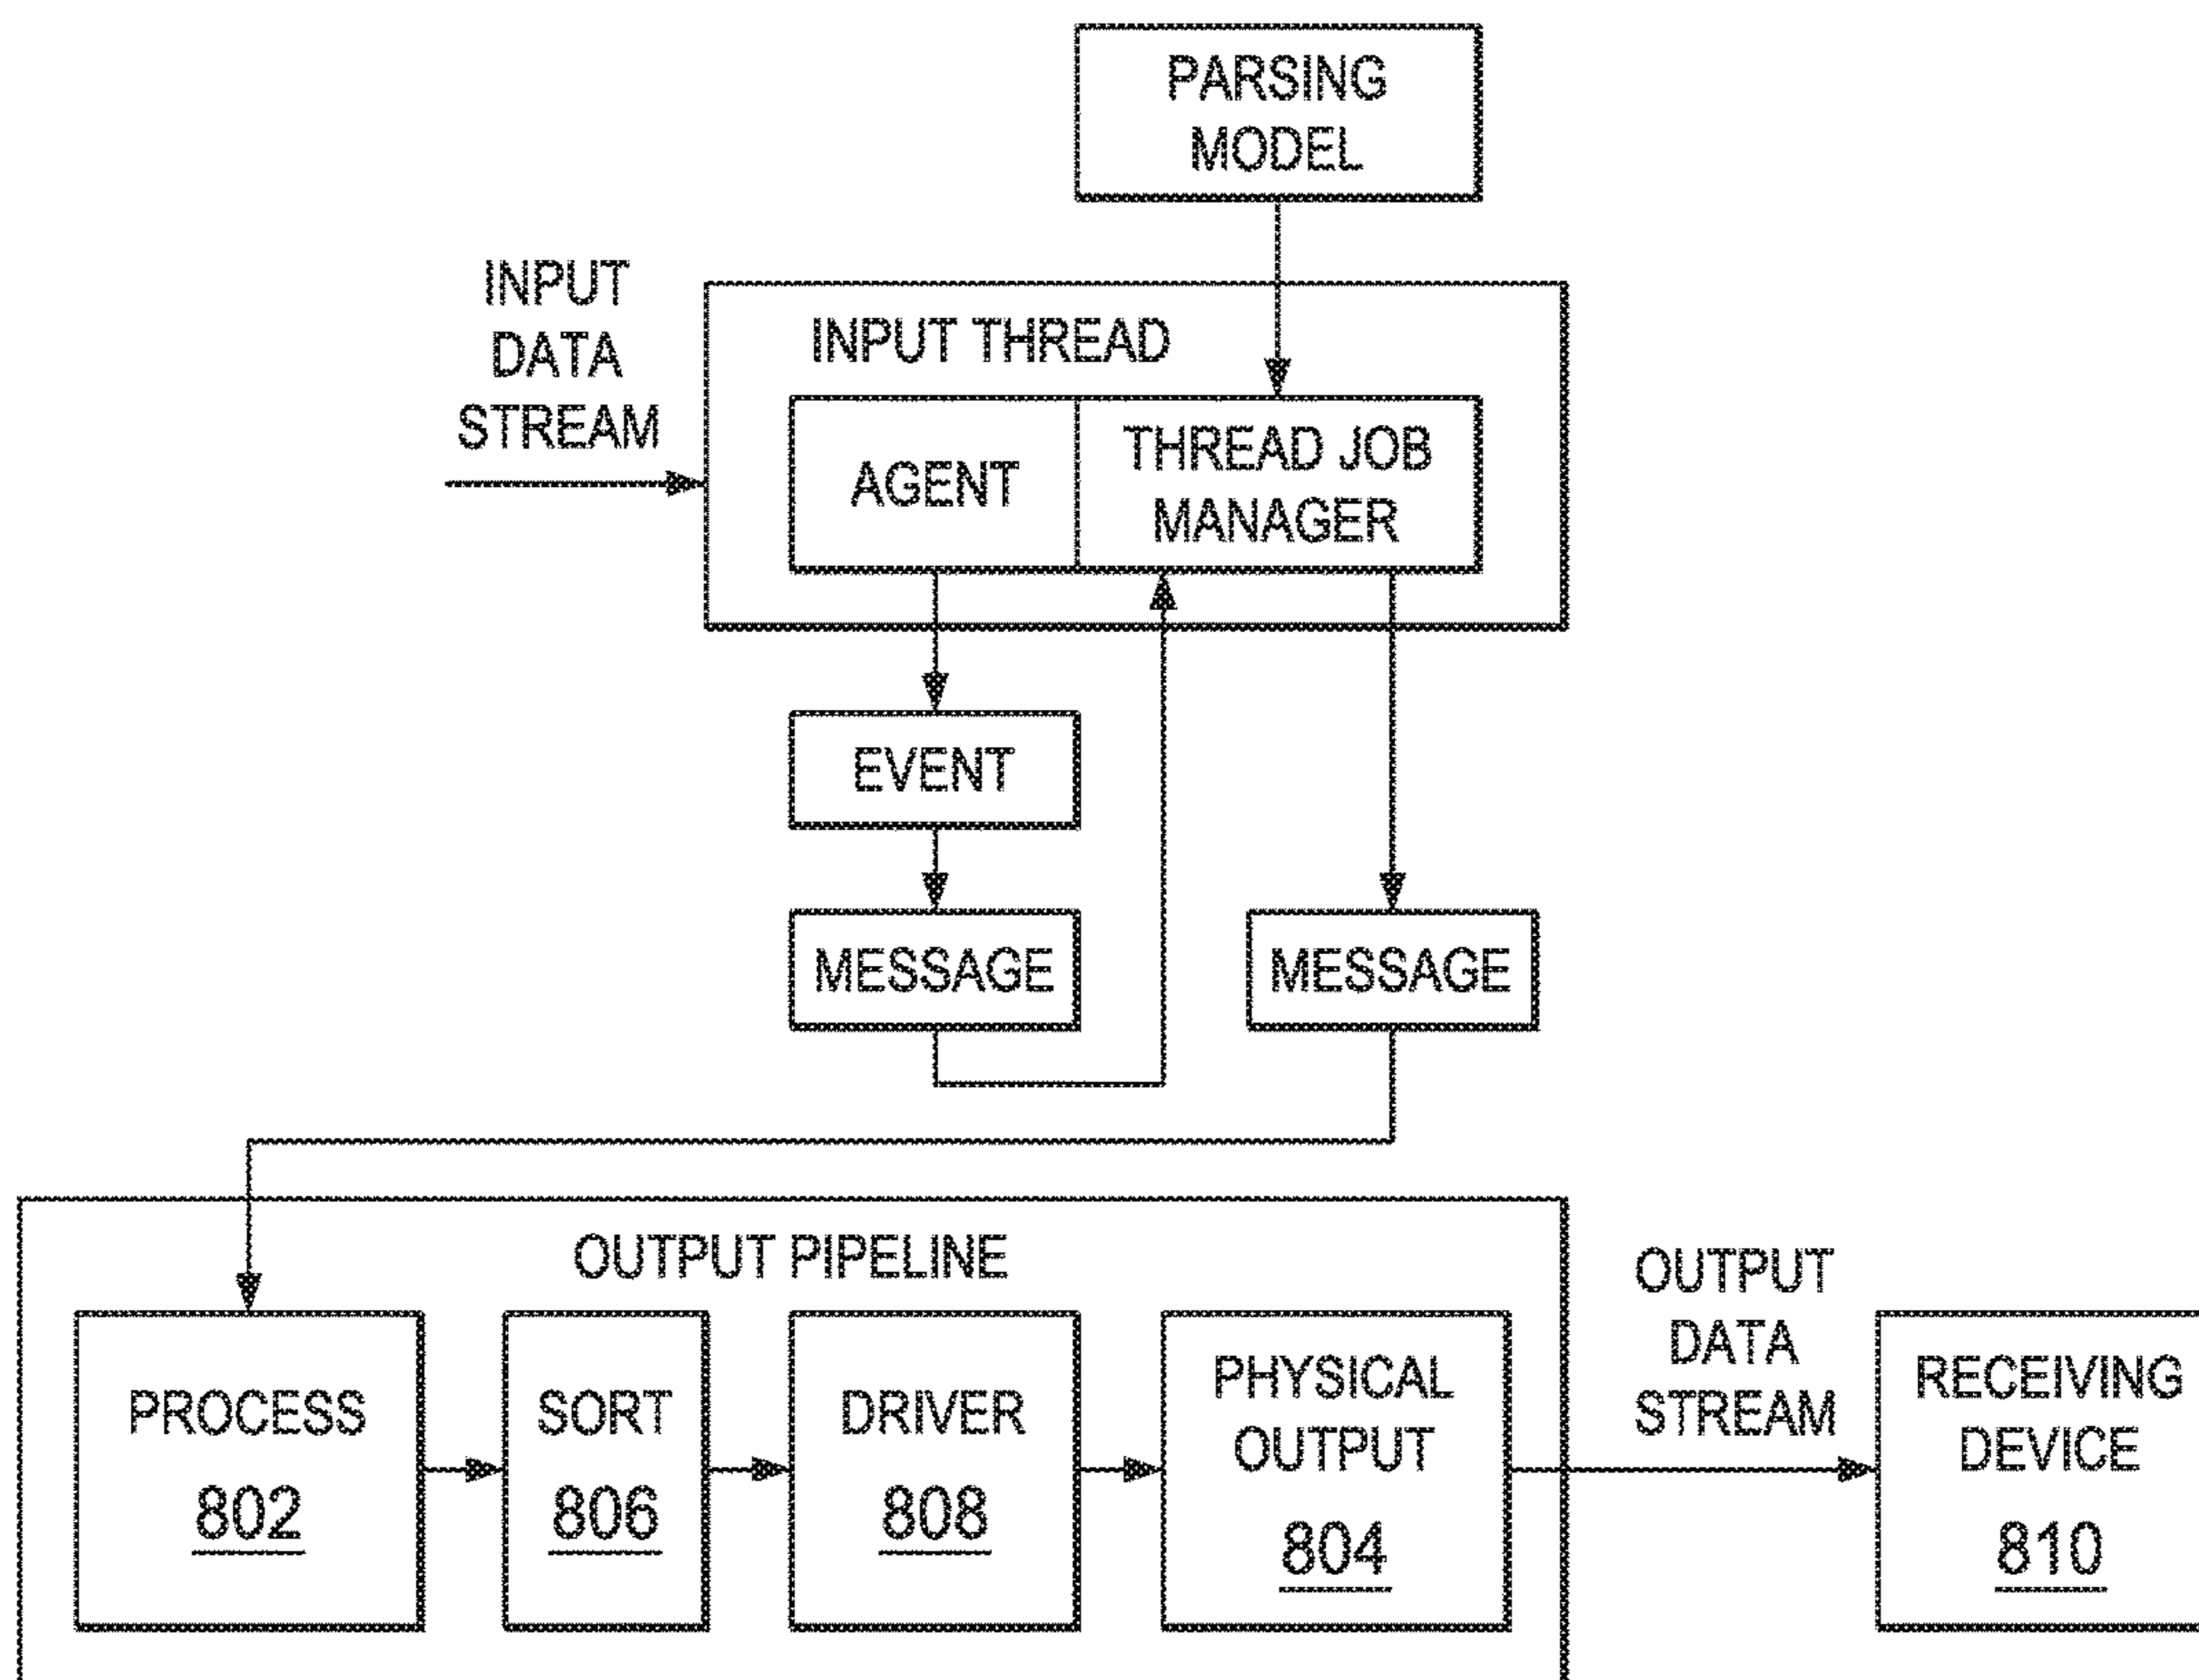 PARSING
MODEL
INPUT
DATA
STREAM
INPUT THREAD
AGENT
THREAD JOB
MANAGER
EVENT
MESSAGE
MESSAGE
OUTPUT PIPELINE
PROCESS
802
SORT
806
DRIVER
808
PHYSICAL
OUTPUT
804
OUTPUT
DATA
STREAM
RECEIVING
DEVICE
810